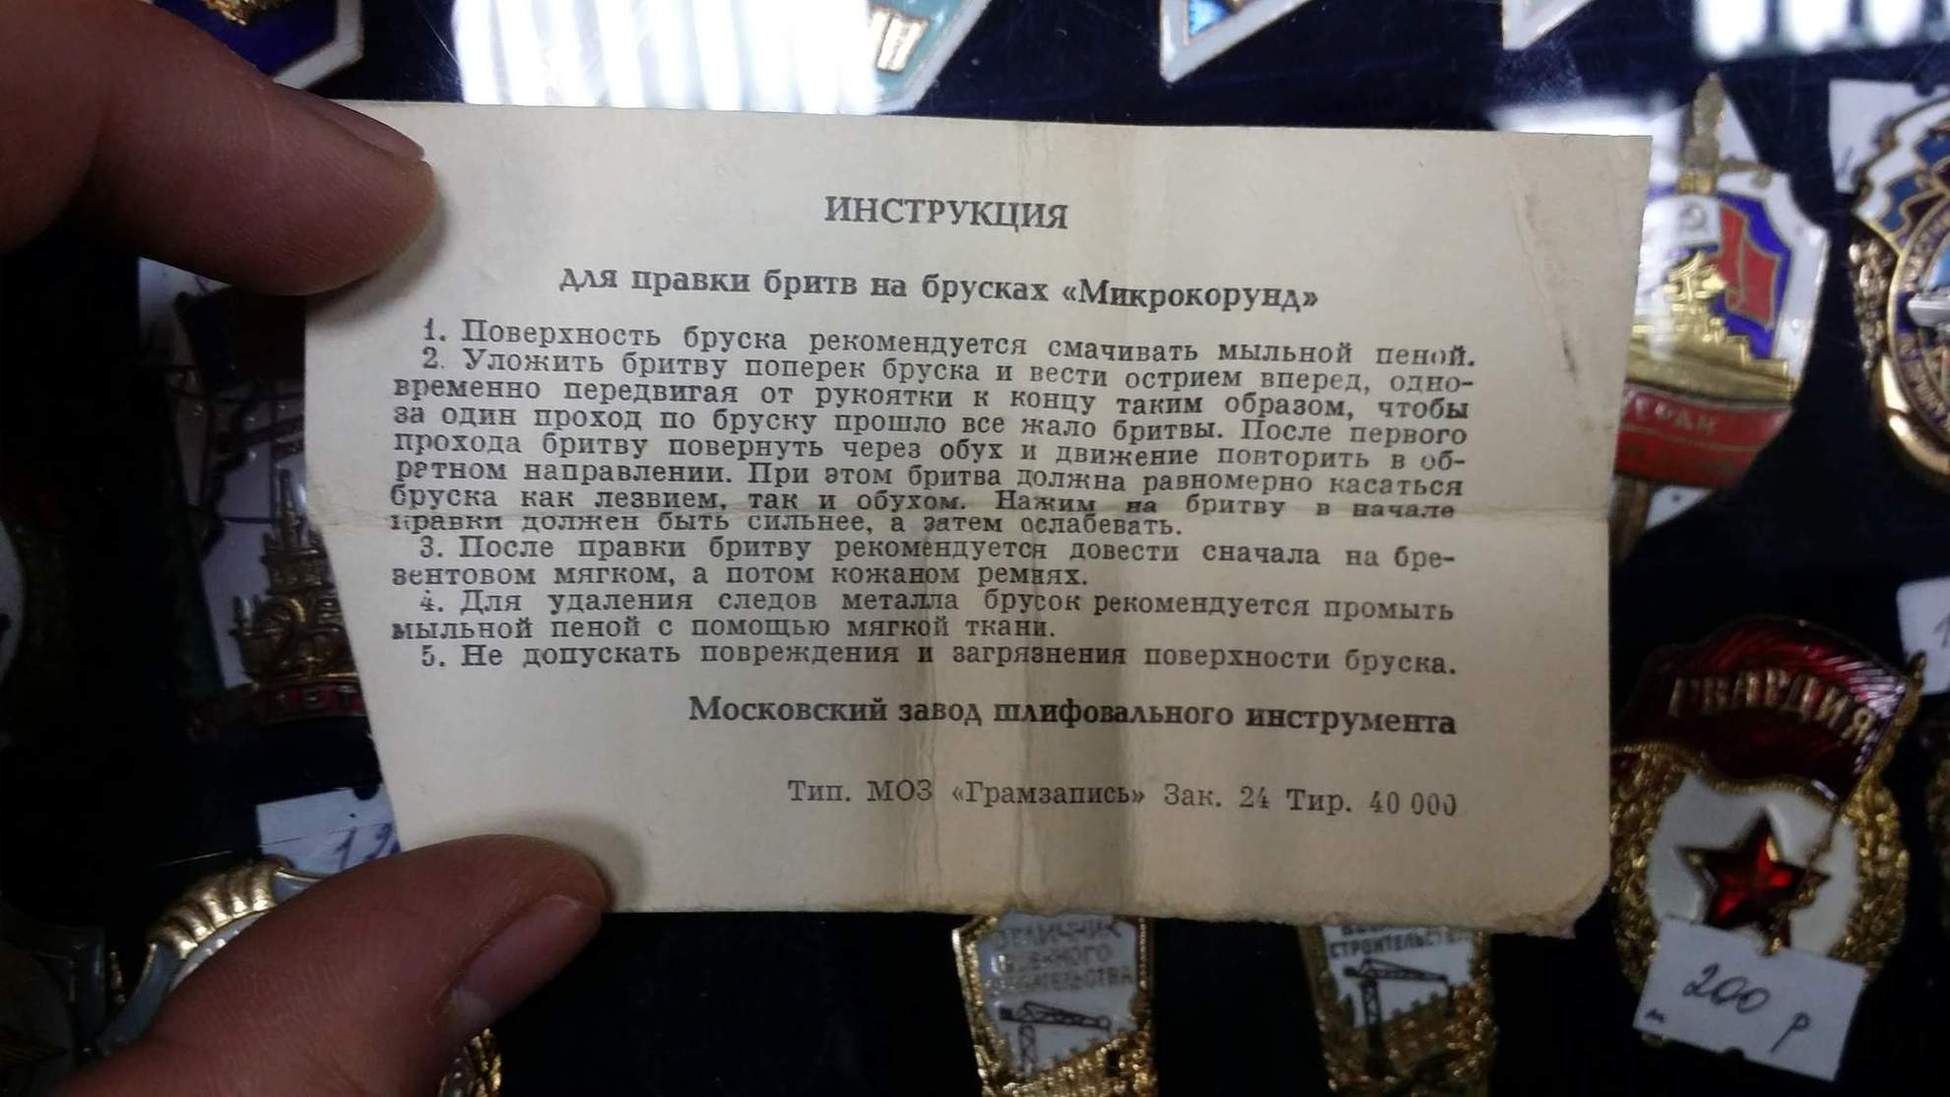 ИНСТРУКЦИЯ
для правки бритв на брусках «Микрокорунд»
1. Поверхность бруска рекомендуется смачивать мыльной пеной.
2. Уложить бритву поперек бруска и вести острием вперед, одно-
временно передвигая от рукоятки к концу таким образом, чтобы
за один проход по бруску прошло все жало бритвы. После первого
прохода бритву повернуть через обух и движение повторить в об-
ратном направлении. При этом бритва должна равномерно касаться
бруска как лезвием, так и обухом. Нажим на бритву в начале
правки должен быть сильнее, а затем ослабевать.
3. После правки бритву рекомендуется довести сначала на бре-
зентовом мягком, а потом кожаном ремнях.
4. Для удаления следов металла брусок рекомендуется промыть
мыльной пеной с помощью мягкой ткани.
5. Не допускать повреждения и загрязнения поверхности бруска.
Московский завод шлифовального инструмента
Тип. МОЗ «Грамзапись» Зак. 24 Тир. 40 000
ГВАРДИЯ
200 р
ОТЛИЧНИК
СТРОИТЕЛЬСТВА